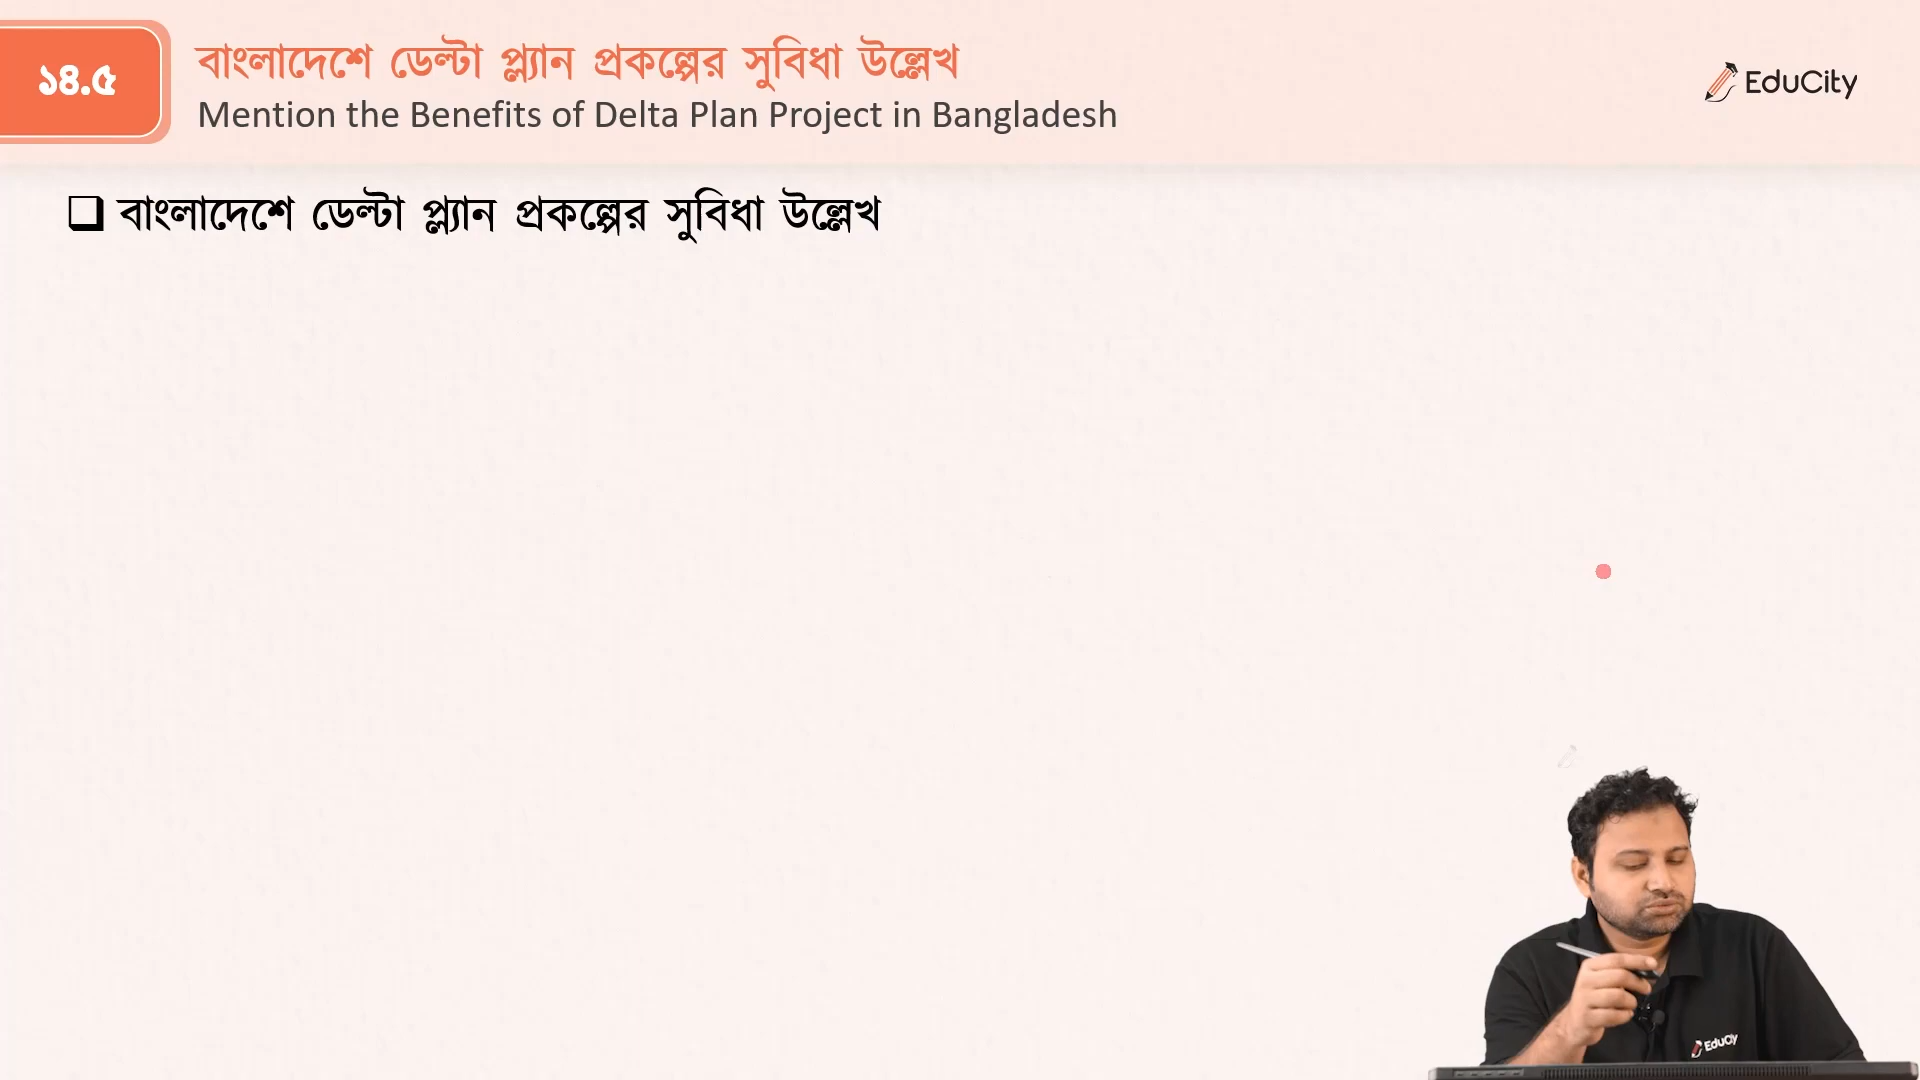 ১৪.৫
বাংলাদেশে ডেল্টা প্ল্যান প্রকল্পের সুবিধা উল্লেখ
Mention the Benefits of Delta Plan Project in Bangladesh
EduCity
বাংলাদেশে ডেল্টা প্ল্যান প্রকল্পের সুবিধা উল্লেখ
EduCity